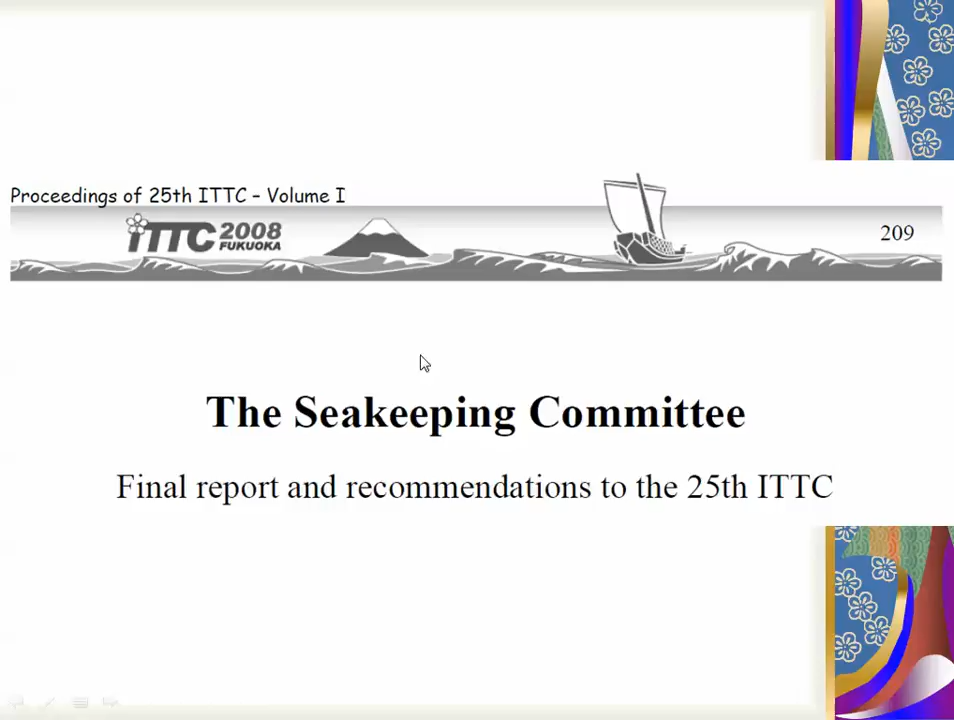 Proceedings of 25th ITTC – Volume I
ITTC 2008
FUKUOKA
209
The Seakeeping Committee
Final report and recommendations to the 25th ITTC